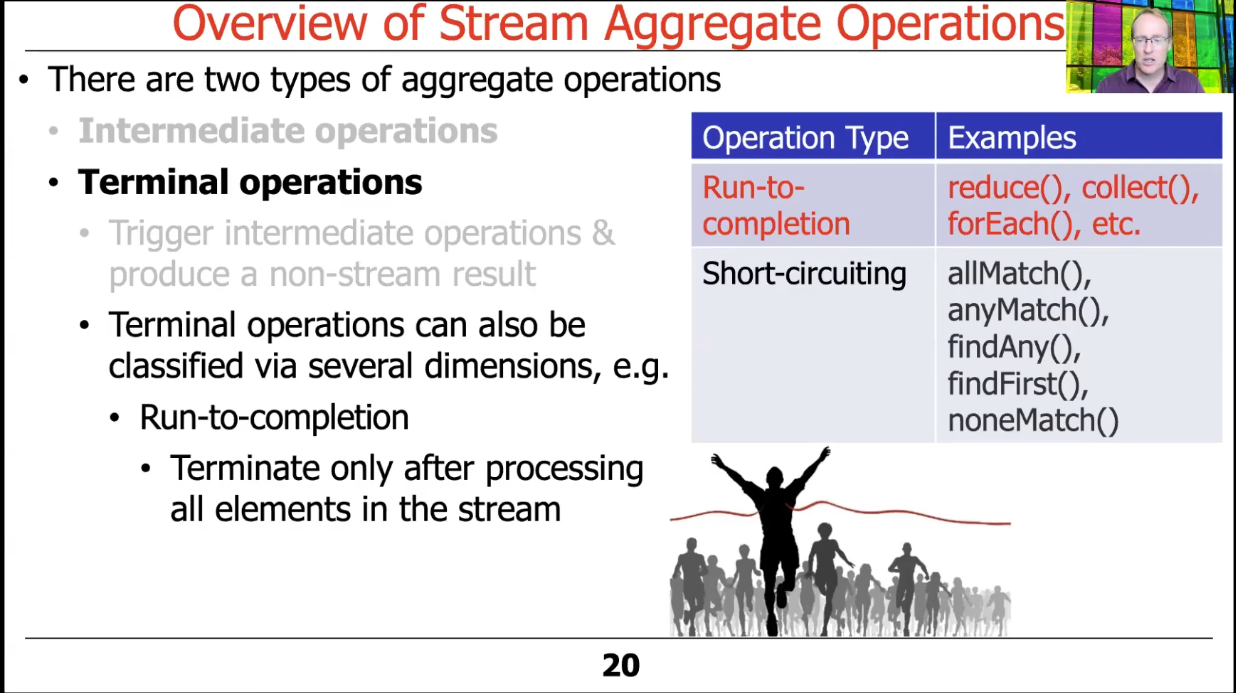 Overview of Stream Aggregate Operations
• There are two types of aggregate operations
• Intermediate operations
• Terminal operations
• Trigger intermediate operations &
produce a non-stream result
• Terminal operations can also be
classified via several dimensions, e.g.
• Run-to-completion
• Terminate only after processing
all elements in the stream
Operation Type Examples
Run-to- reduce(), collect(),
completion forEach(), etc.
Short-circuiting allMatch(),
anyMatch(),
findAny(),
findFirst(),
noneMatch()
20